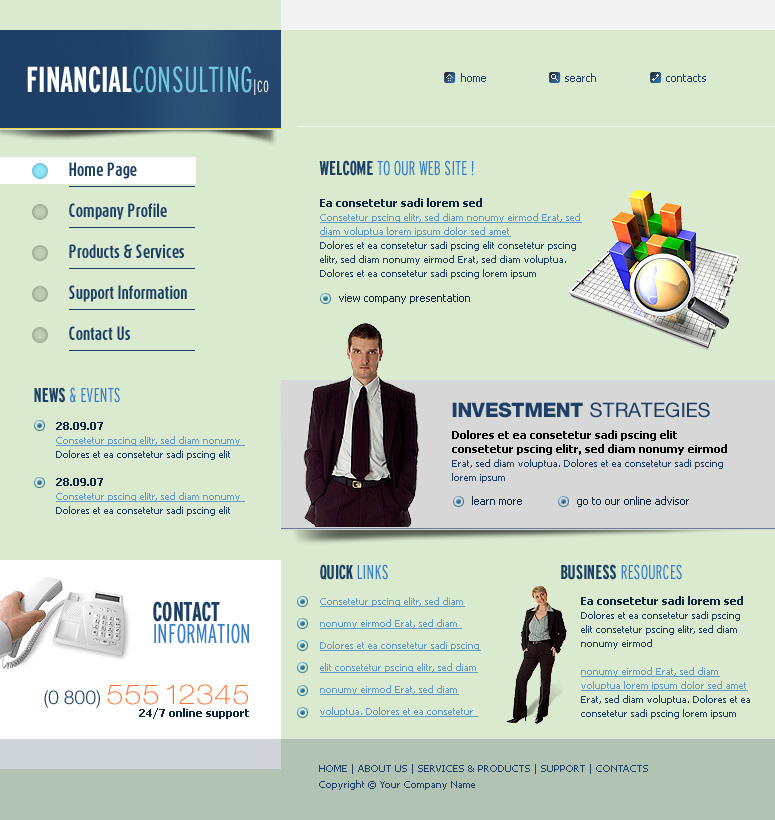 FINANCIALCONSULTING|CO
home
search
contacts
Home Page
Company Profile
Products & Services
Support Information
Contact Us
NEWS & EVENTS
28.09.07
Consetetur pscing elitr, sed diam nonumy
Dolores et ea consetetur sadi pscing elit
28.09.07
Consetetur pscing elitr, sed diam nonumy
Dolores et ea consetetur sadi pscing elit
CONTACT
INFORMATION
(0 800) 555 12345
24/7 online support
WELCOME TO OUR WEB SITE !
Ea consetetur sadi lorem sed
Consetetur pscing elitr, sed diam nonumy eirmod Erat, sed
diam voluptua lorem ipsum dolor sed amet
Dolores et ea consetetur sadi pscing elit consetetur pscing
elitr, sed diam nonumy eirmod Erat, sed diam voluptua.
Dolores et ea consetetur sadi pscing lorem ipsum
view company presentation
INVESTMENT STRATEGIES
Dolores et ea consetetur sadi pscing elit
consetetur pscing elitr, sed diam nonumy eirmod
Erat, sed diam voluptua. Dolores et ea consetetur sadi pscing
lorem ipsum
learn more
go to our online advisor
QUICK LINKS
Consetetur pscing elitr, sed diam
nonumy eirmod Erat, sed diam
Dolores et ea consetetur sadi pscing
elit consetetur pscing elitr, sed diam
nonumy eirmod Erat, sed diam
voluptua. Dolores et ea consetetur
BUSINESS RESOURCES
Ea consetetur sadi lorem sed
Dolores et ea consetetur sadi pscing
elit consetetur pscing elitr, sed diam
nonumy eirmod
nonumy eirmod Erat, sed diam
voluptua lorem ipsum dolor sed amet
Erat, sed diam voluptua. Dolores et ea
consetetur sadi pscing lorem ipsum
HOME | ABOUT US | SERVICES & PRODUCTS | SUPPORT | CONTACTS
Copyright © Your Company Name